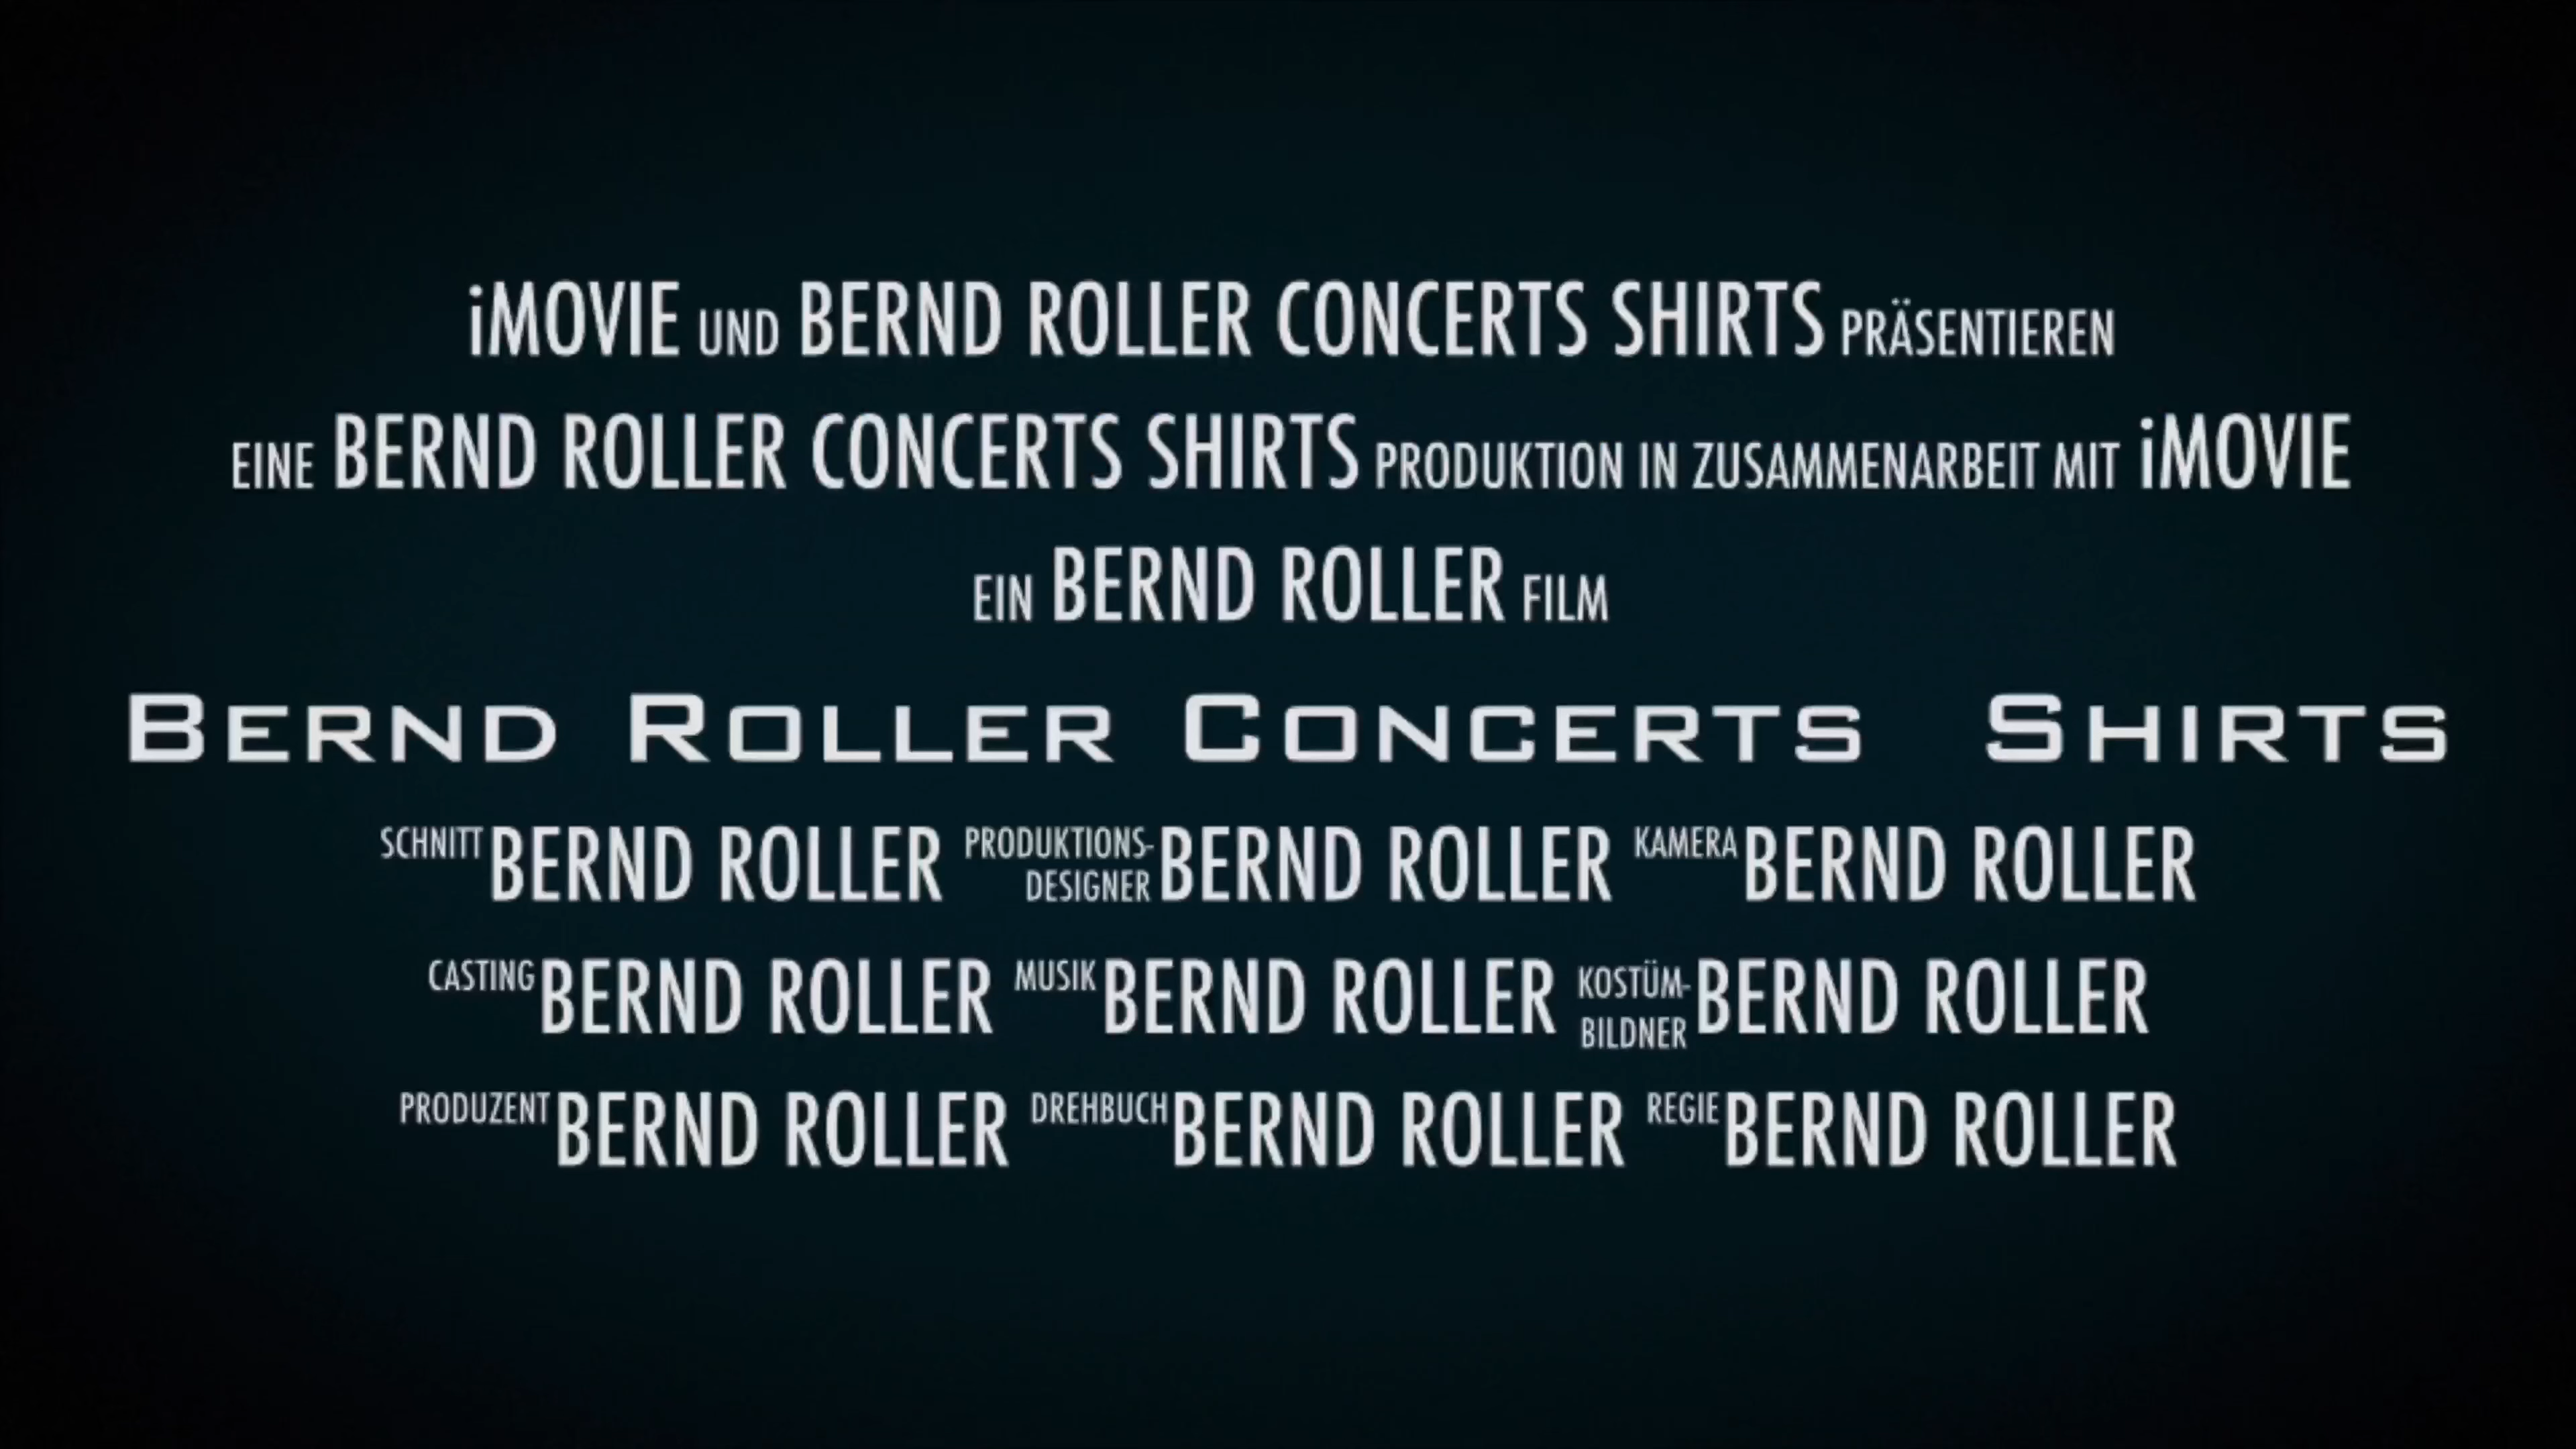 iMOVIE UND BERND ROLLER CONCERTS SHIRTS PRÄSENTIEREN
EINE BERND ROLLER CONCERTS SHIRTS PRODUKTION IN ZUSAMMENARBEIT MIT iMOVIE
EIN BERND ROLLER FILM
BERND ROLLER CONCERTS SHIRTS
SCHNITT BERND ROLLER PRODUKTIONS-DESIGNER BERND ROLLER KAMERA BERND ROLLER
CASTING BERND ROLLER MUSIK BERND ROLLER KOSTÜM-BILDNER BERND ROLLER
PRODUZENT BERND ROLLER DREHBUCH BERND ROLLER REGIE BERND ROLLER